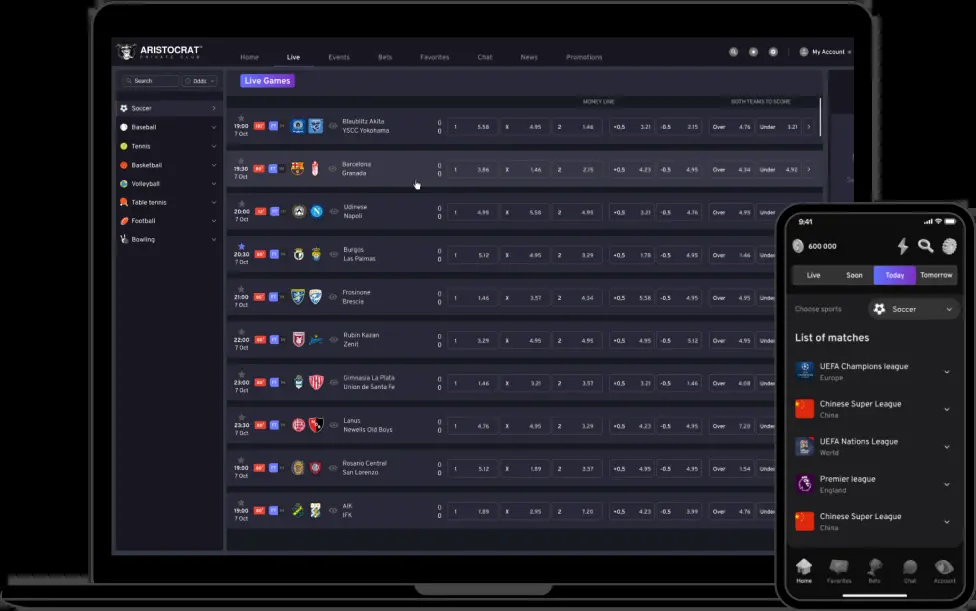 ARISTOCRAT
PRIVATE CLUB
Home Live Events Bets Favorites Chat News Promotions
My Account
Search Odds
Live Games
Soccer
Baseball
Tennis
Basketball
Volleyball
Table tennis
Football
Bowling
MONEY LINE BOTH TEAMS TO SCORE
19:00 7 Oct Blaublitz Akita YSCC Yokohama 0 0 1 5.58 X 4.95 2 1.46 +0,5 3.21 -0.5 2.15 Over 4.76 Under 3.21
19:30 7 Oct Barcelona Granada 0 0 1 3.86 X 1.46 2 2.15 +0,5 4.23 -0.5 4.95 Over 4.34 Under 4.92
20:00 7 Oct Udinese Napoli 0 0 1 4.95 X 5.58 2 4.95 +0,5 3.21 -0.5 4.76 Over 4.95 Under
20:30 7 Oct Burgos Las Palmas 0 0 1 5.12 X 4.95 2 3.29 +0,5 1.78 -0.5 4.95 Over 1.46 Under
21:00 7 Oct Frosinone Brescia 0 0 1 1.46 X 3.57 2 4.34 +0,5 5.58 -0.5 4.95 Over 4.95 Under
22:00 7 Oct Rubin Kazan Zenit 0 0 1 3.29 X 4.95 2 4.95 +0,5 4.95 -0.5 5.12 Over 4.95 Under
23:00 7 Oct Gimnasia La Plata Union de Santa Fe 0 0 1 1.46 X 3.21 2 3.57 +0,5 3.21 -0.5 1.46 Over 4.08 Under
23:30 7 Oct Lanus Newells Old Boys 0 0 1 4.76 X 4.95 2 3.29 +0,5 4.23 -0.5 4.95 Over 7.20 Under
19:00 7 Oct Rosario Central San Lorenzo 0 0 1 5.12 X 1.89 2 3.57 +0,5 4.95 -0.5 4.95 Over 1.54 Under
19:00 7 Oct AIK IFK 0 0 1 1.89 X 2.95 2 7.20 +0,5 4.23 -0.5 3.99 Over 4.76 Under
9:41
600 000
Live Soon Today Tomorrow
Choose sports Soccer
List of matches
UEFA Champions league
Europe
Chinese Super League
China
UEFA Nations League
World
Premier league
England
Chinese Super League
China
Home Favorites Bets Chat Account